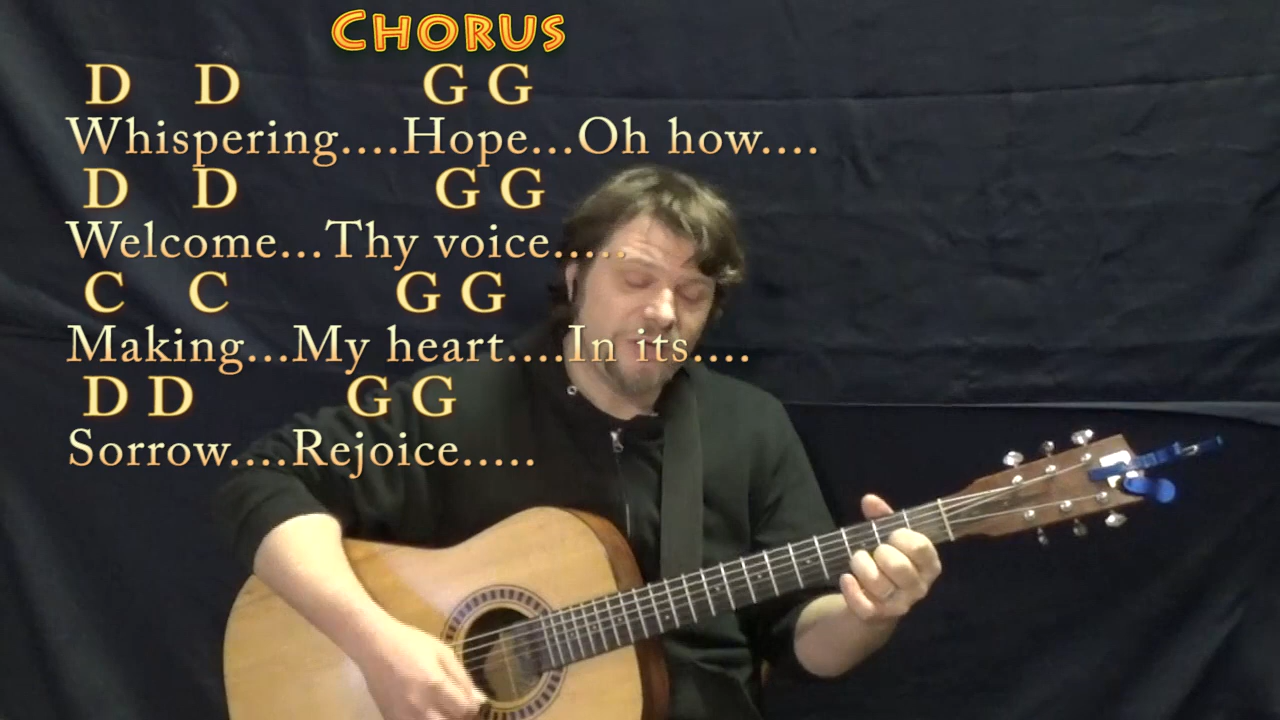 CHORUS
D D G G
Whispering....Hope...Oh how....
D D G G
Welcome...Thy voice.....
C C G G
Making...My heart....In its....
D D G G
Sorrow....Rejoice.....